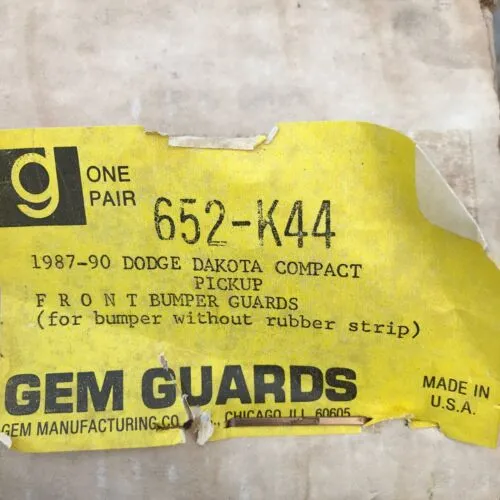 g
ONE
PAIR
652-K44
1987-90 DODGE DAKOTA COMPACT
PICKUP
FRONT BUMPER GUARDS
(for bumper without rubber strip)
GEM GUARDS
MADE IN
U.S.A.
GEM MANUFACTURING CO., CHICAGO ILL 60605